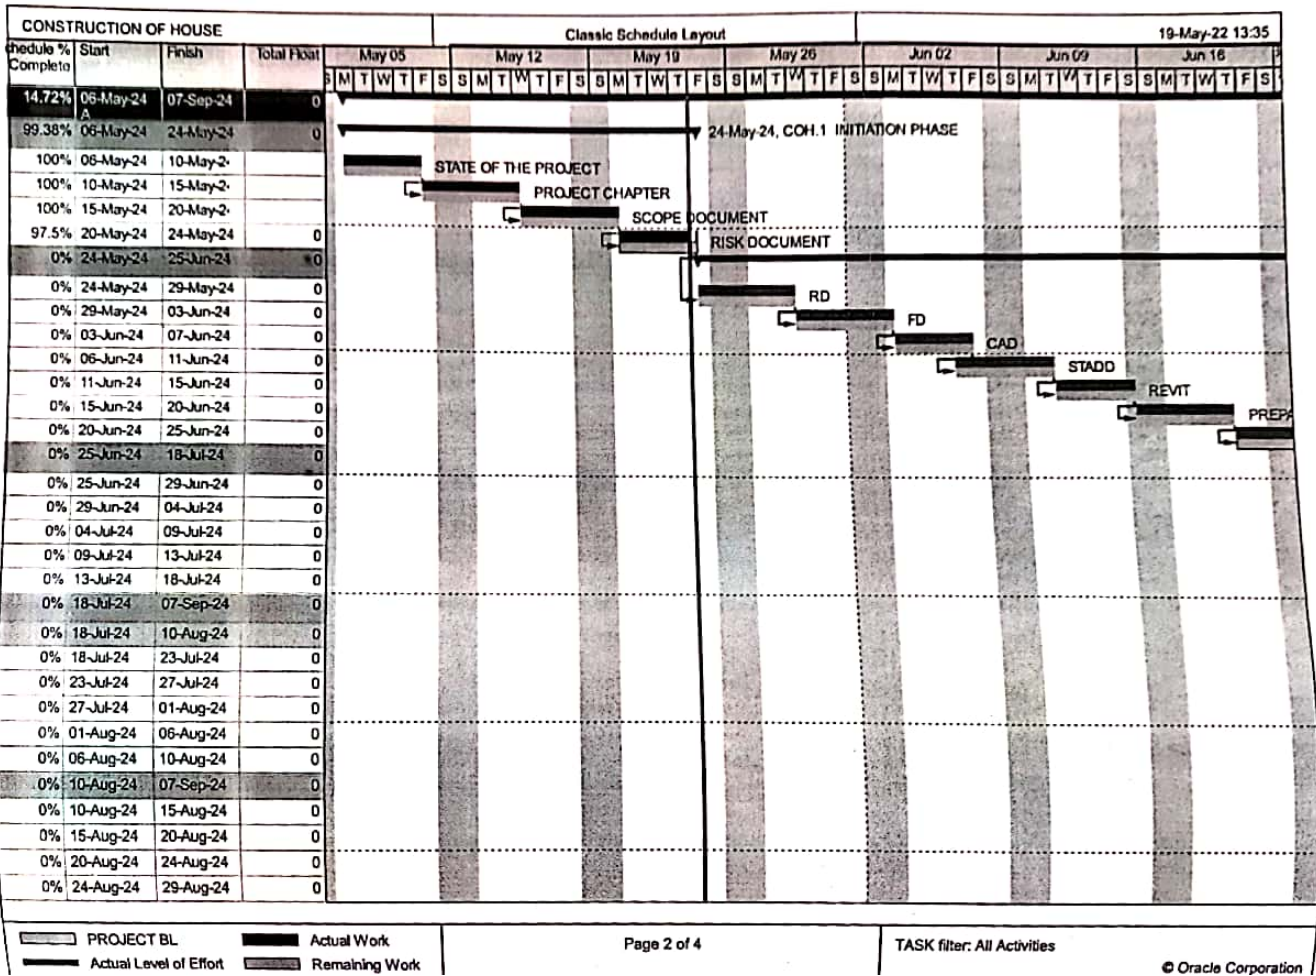 CONSTRUCTION OF HOUSE Classic Schedule Layout 19-May-22 13:35
hedule % Complete Start Finish Total Float May 05 May 12 May 19 May 26 Jun 02 Jun 09 Jun 16
S M T W T F S S M T W T F S S M T W T F S S M T W T F S S M T W T F S S M T W T F S S M T W T F S
14.72% 06-May-24 A 07-Sep-24 0
99.38% 06-May-24 24-May-24 0 24-May-24, COH.1 INITIATION PHASE
100% 06-May-24 10-May-2 STATE OF THE PROJECT
100% 10-May-24 15-May-2 PROJECT CHAPTER
100% 15-May-24 20-May-2 SCOPE DOCUMENT
97.5% 20-May-24 24-May-24 0 RISK DOCUMENT
0% 24-May-24 25-Jun-24 0
0% 24-May-24 29-May-24 0 RD
0% 29-May-24 03-Jun-24 0 FD
0% 03-Jun-24 07-Jun-24 0 CAD
0% 06-Jun-24 11-Jun-24 0 STADD
0% 11-Jun-24 15-Jun-24 0 REVIT
0% 15-Jun-24 20-Jun-24 0 PREPA
0% 20-Jun-24 25-Jun-24 0
0% 25-Jun-24 18-Jul-24 0
0% 25-Jun-24 29-Jun-24 0
0% 29-Jun-24 04-Jul-24 0
0% 04-Jul-24 09-Jul-24 0
0% 09-Jul-24 13-Jul-24 0
0% 13-Jul-24 18-Jul-24 0
0% 18-Jul-24 07-Sep-24 0
0% 18-Jul-24 10-Aug-24 0
0% 18-Jul-24 23-Jul-24 0
0% 23-Jul-24 27-Jul-24 0
0% 27-Jul-24 01-Aug-24 0
0% 01-Aug-24 06-Aug-24 0
0% 06-Aug-24 10-Aug-24 0
0% 10-Aug-24 07-Sep-24 0
0% 10-Aug-24 15-Aug-24 0
0% 15-Aug-24 20-Aug-24 0
0% 20-Aug-24 24-Aug-24 0
0% 24-Aug-24 29-Aug-24 0
PROJECT BL Actual Work Page 2 of 4 TASK filter: All Activities
Actual Level of Effort Remaining Work © Oracle Corporation